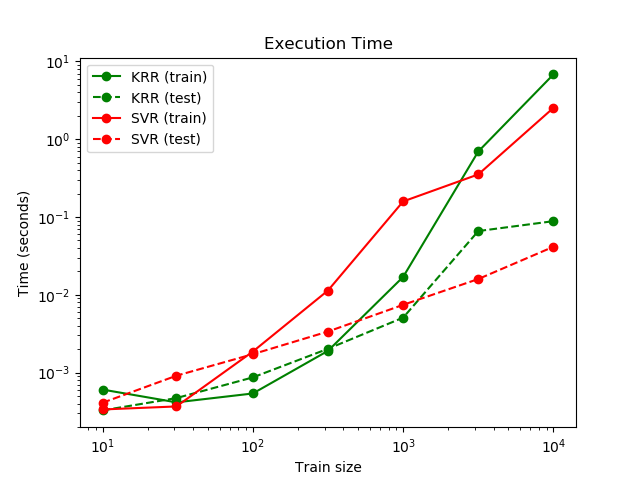 Execution Time
KRR (train)
KRR (test)
SVR (train)
SVR (test)
Time (seconds)
10¹
10⁰
10⁻¹
10⁻²
10⁻³
10¹ 10² 10³ 10⁴
Train size